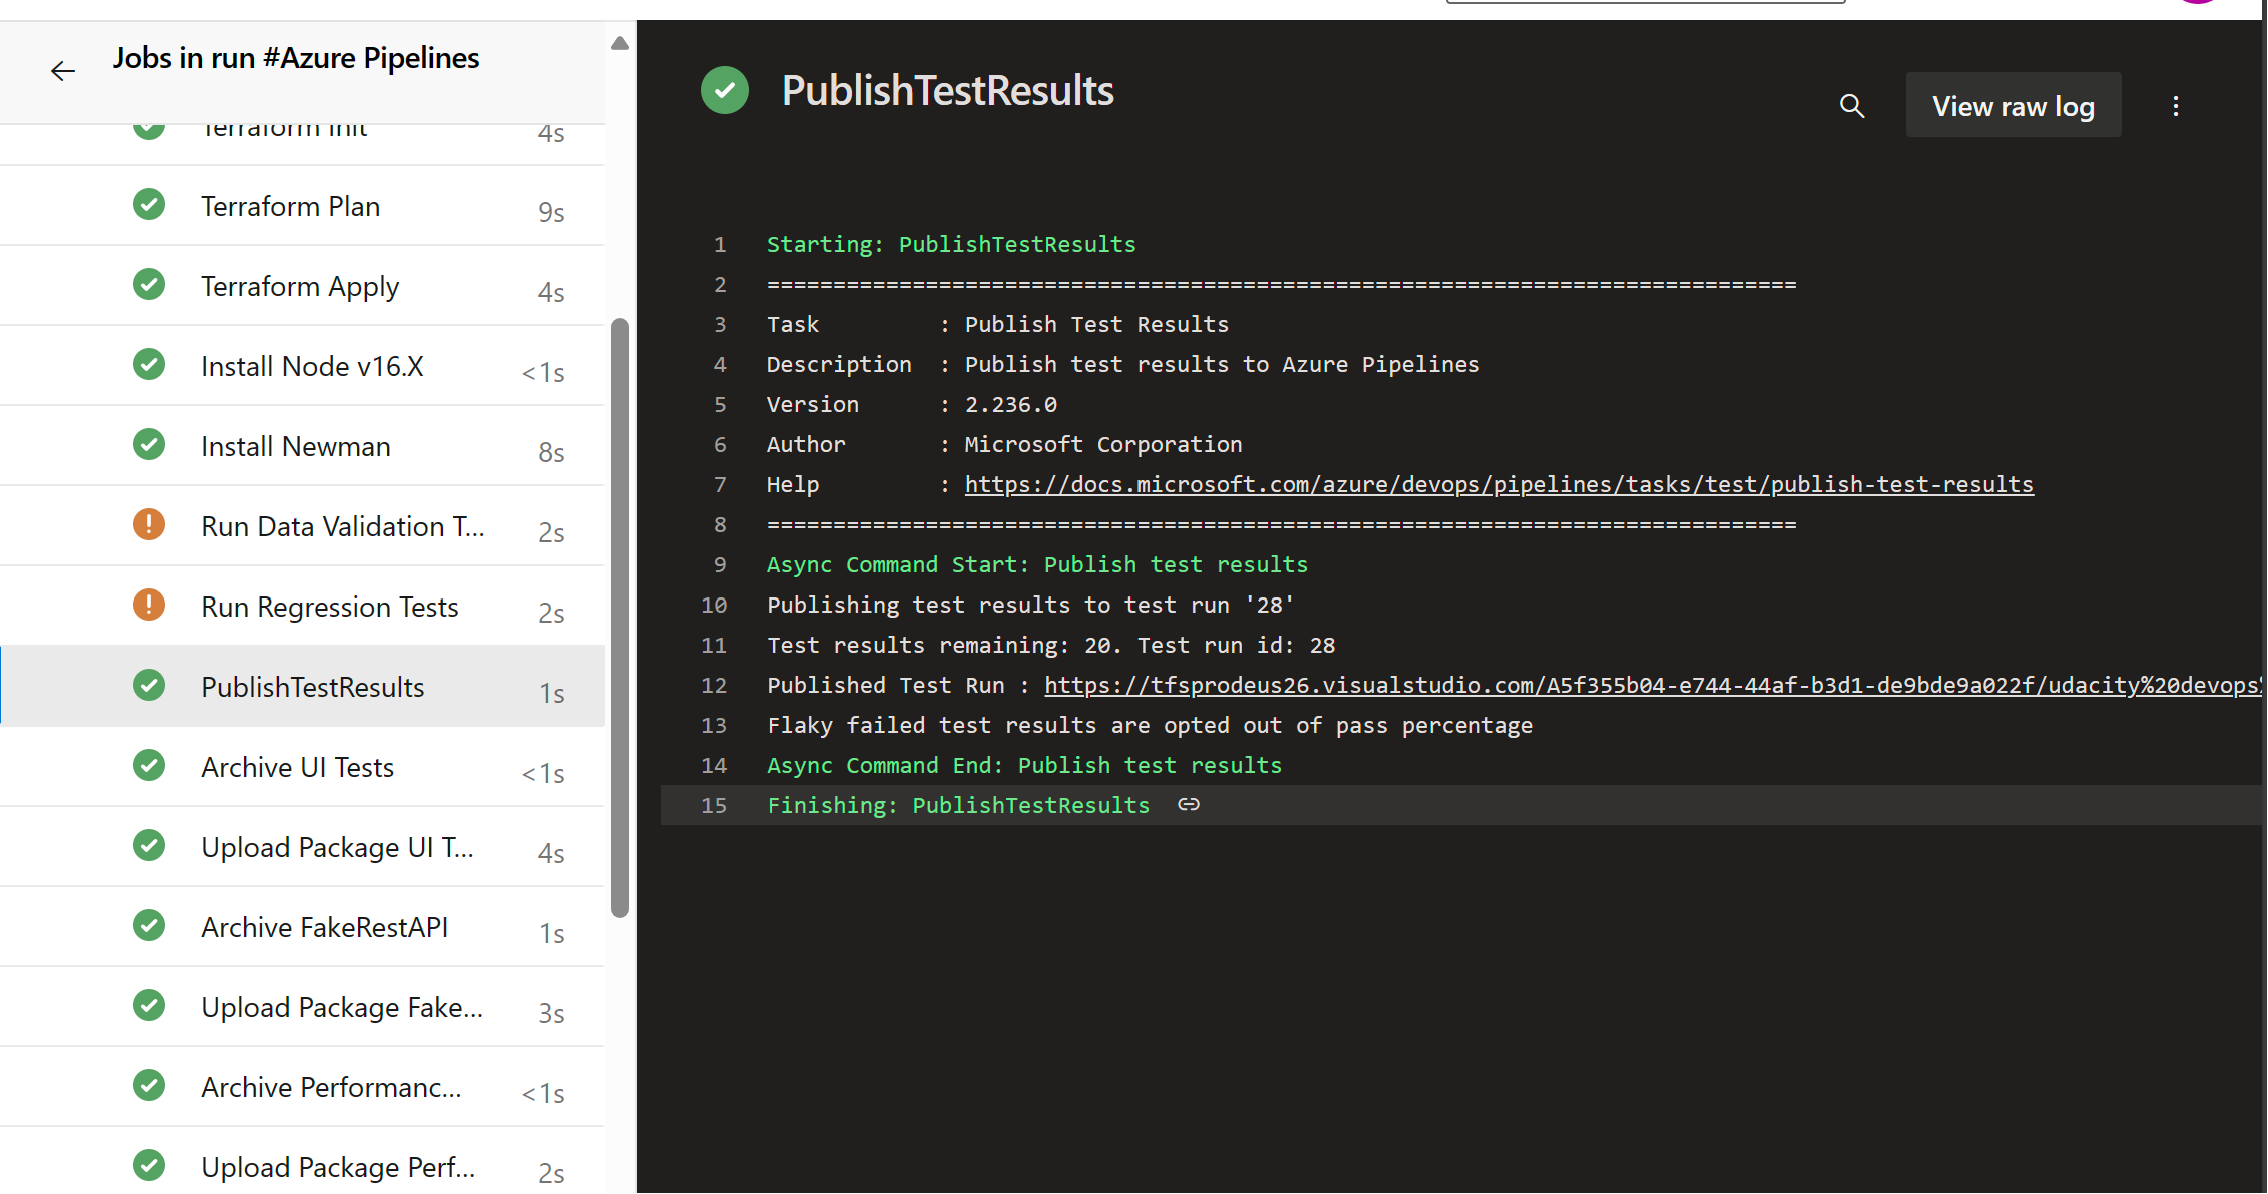 Jobs in run #Azure Pipelines
Terraform Init 4s
Terraform Plan 9s
Terraform Apply 4s
Install Node v16.X <1s
Install Newman 8s
Run Data Validation T... 2s
Run Regression Tests 2s
PublishTestResults 1s
Archive UI Tests <1s
Upload Package UI T... 4s
Archive FakeRestAPI 1s
Upload Package Fake... 3s
Archive Performanc... <1s
Upload Package Perf... 2s
PublishTestResults
View raw log
1 Starting: PublishTestResults
2 ==============================================================================
3 Task : Publish Test Results
4 Description : Publish test results to Azure Pipelines
5 Version : 2.236.0
6 Author : Microsoft Corporation
7 Help : https://docs.microsoft.com/azure/devops/pipelines/tasks/test/publish-test-results
8 ==============================================================================
9 Async Command Start: Publish test results
10 Publishing test results to test run '28'
11 Test results remaining: 20. Test run id: 28
12 Published Test Run : https://tfsprodeus26.visualstudio.com/A5f355b04-e744-44af-b3d1-de9bde9a022f/udacity%20devops%
13 Flaky failed test results are opted out of pass percentage
14 Async Command End: Publish test results
15 Finishing: PublishTestResults